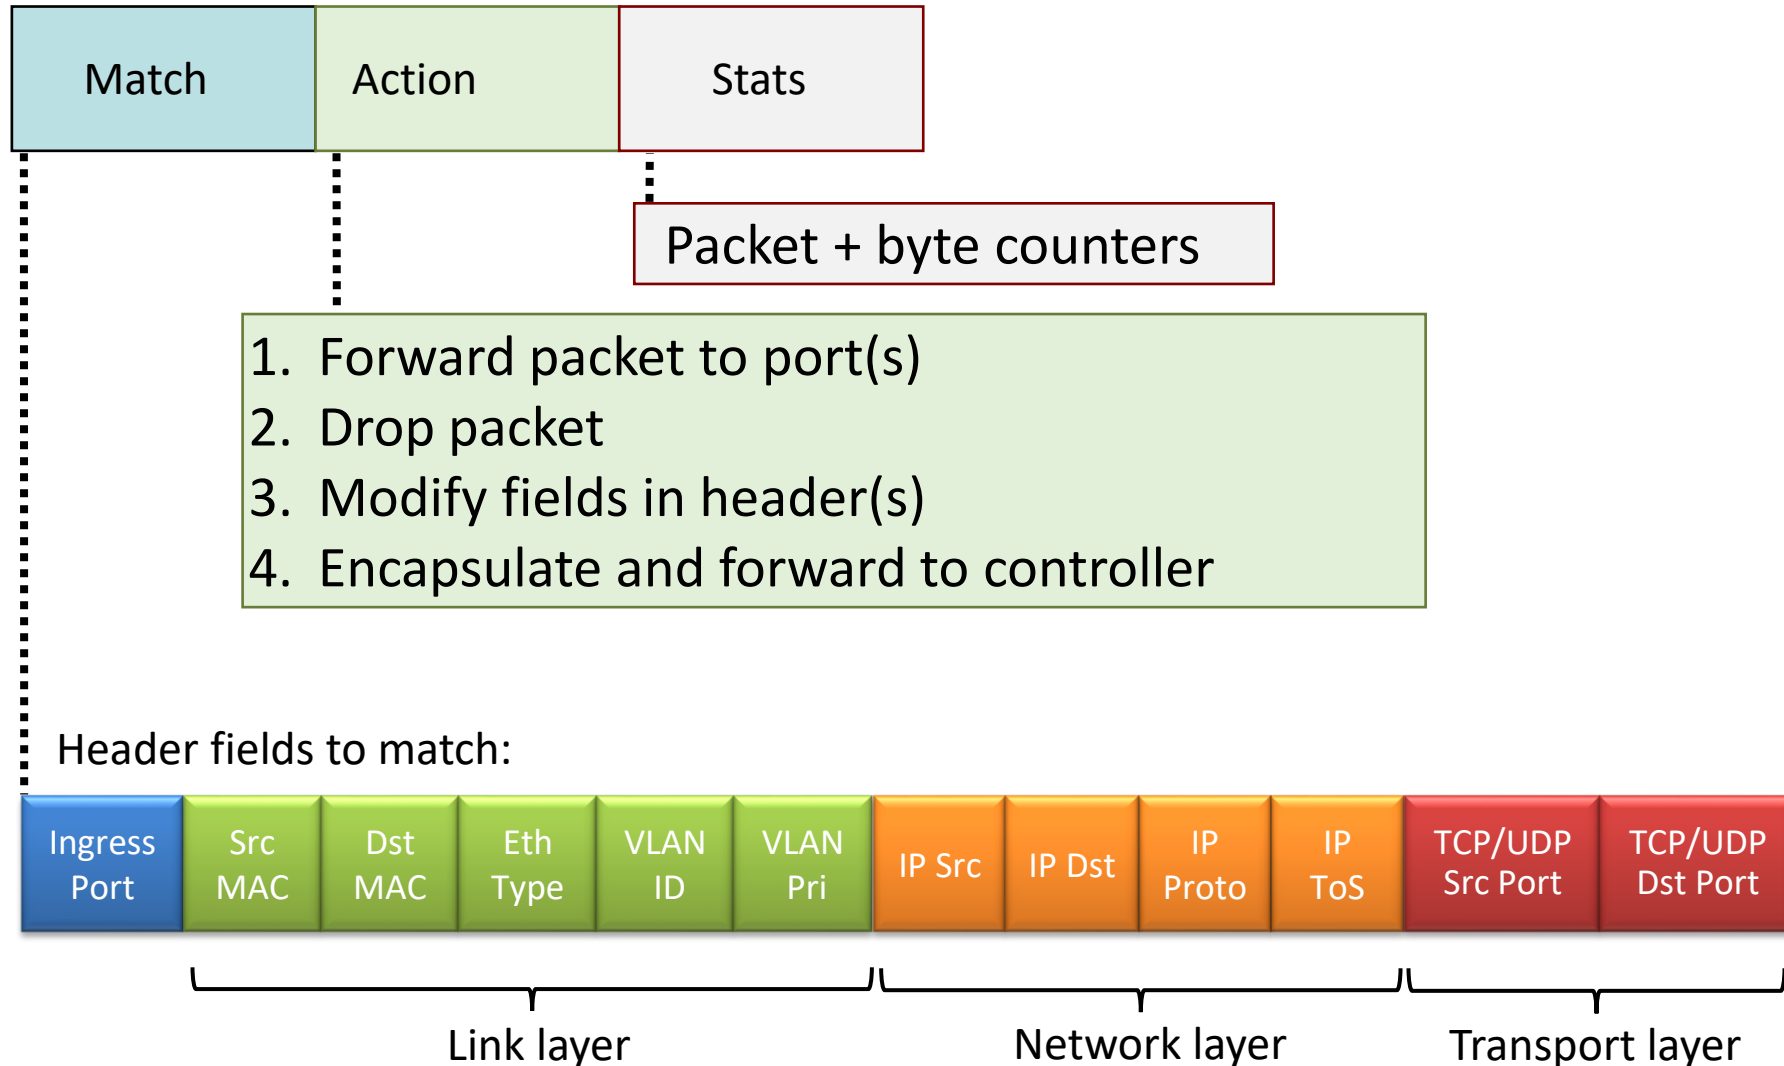 Match
Action
Stats
Packet + byte counters
1. Forward packet to port(s)
2. Drop packet
3. Modify fields in header(s)
4. Encapsulate and forward to controller
Header fields to match:
Ingress
Port
Src
MAC
Dst
MAC
Eth
Type
VLAN
ID
VLAN
Pri
IP Src
IP Dst
IP
Proto
IP
ToS
TCP/UDP
Src Port
TCP/UDP
Dst Port
Link layer
Network layer
Transport layer